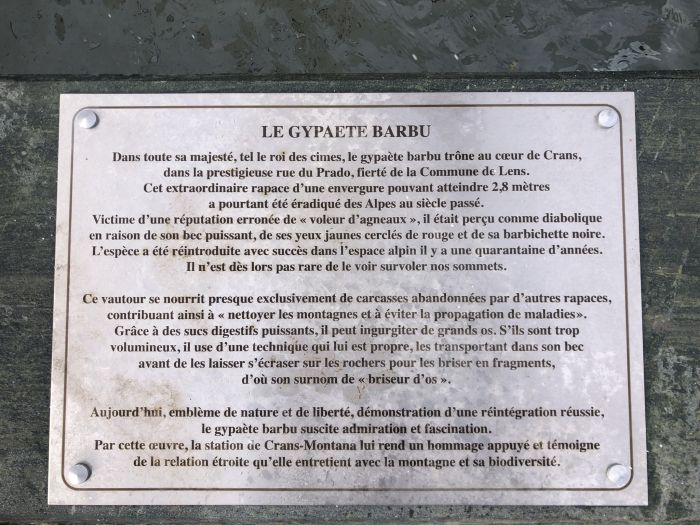 LE GYPAETE BARBU
Dans toute sa majesté, tel le roi des cimes, le gypaète barbu trône au cœur de Crans,
dans la prestigieuse rue du Prado, fierté de la Commune de Lens.
Cet extraordinaire rapace d'une envergure pouvant atteindre 2,8 mètres
a pourtant été éradiqué des Alpes au siècle passé.
Victime d'une réputation erronée de « voleur d'agneaux », il était perçu comme diabolique
en raison de son bec puissant, de ses yeux jaunes cerclés de rouge et de sa barbichette noire.
L'espèce a été réintroduite avec succès dans l'espace alpin il y a une quarantaine d'années.
Il n'est dès lors pas rare de le voir survoler nos sommets.
Ce vautour se nourrit presque exclusivement de carcasses abandonnées par d'autres rapaces,
contribuant ainsi à « nettoyer les montagnes et à éviter la propagation de maladies».
Grâce à des sucs digestifs puissants, il peut ingurgiter de grands os. S'ils sont trop
volumineux, il use d'une technique qui lui est propre, les transportant dans son bec
avant de les laisser s'écraser sur les rochers pour les briser en fragments,
d'où son surnom de « briseur d'os ».
Aujourd'hui, emblème de nature et de liberté, démonstration d'une réintégration réussie,
le gypaète barbu suscite admiration et fascination.
Par cette œuvre, la station de Crans-Montana lui rend un hommage appuyé et témoigne
de la relation étroite qu'elle entretient avec la montagne et sa biodiversité.